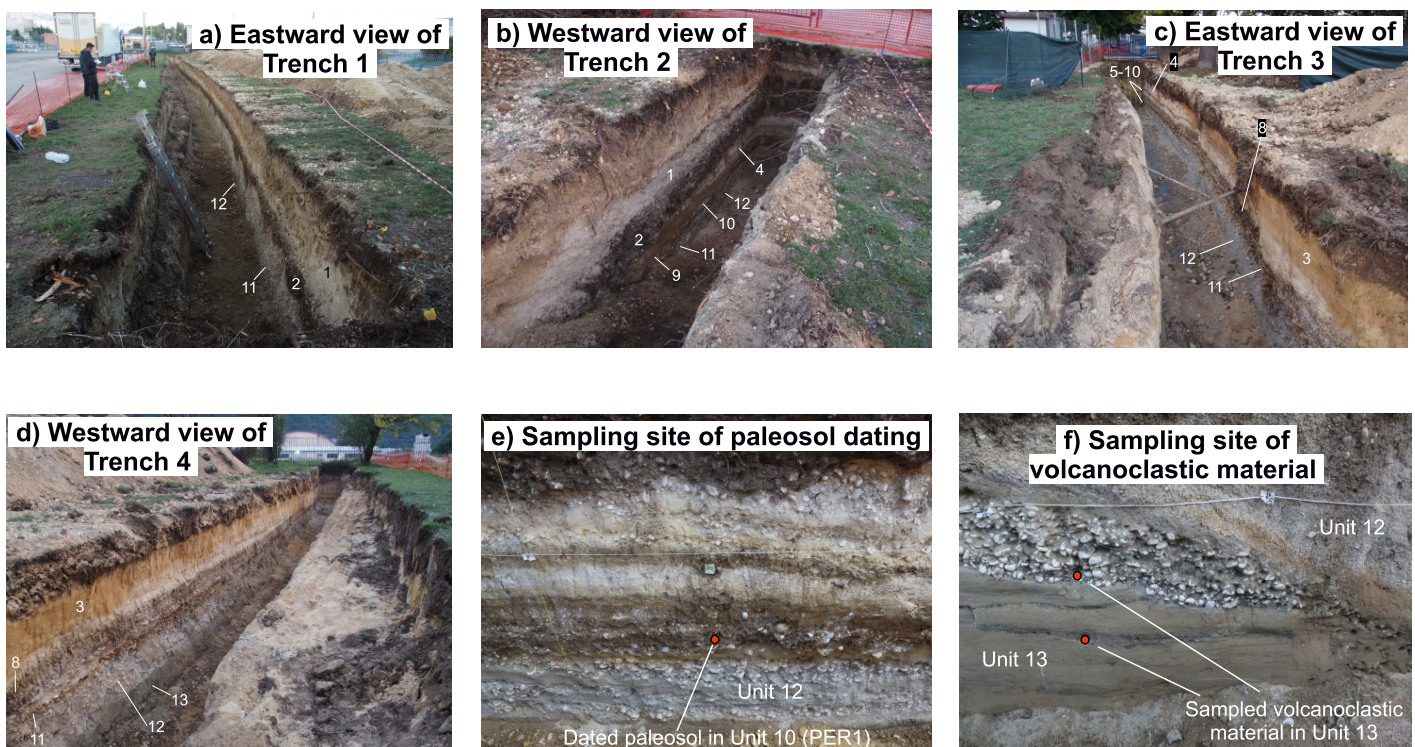 a) Eastward view of
Trench 1
12
11
2
1
b) Westward view of
Trench 2
1
4
12
10
2
11
9
c) Eastward view of
Trench 3
4
5-10
8
12
3
11
d) Westward view of
Trench 4
3
8
13
12
11
e) Sampling site of paleosol dating
Unit 12
Dated paleosol in Unit 10 (PER1)
f) Sampling site of
volcanoclastic material
Unit 12
Unit 13
Sampled volcanoclastic
material in Unit 13